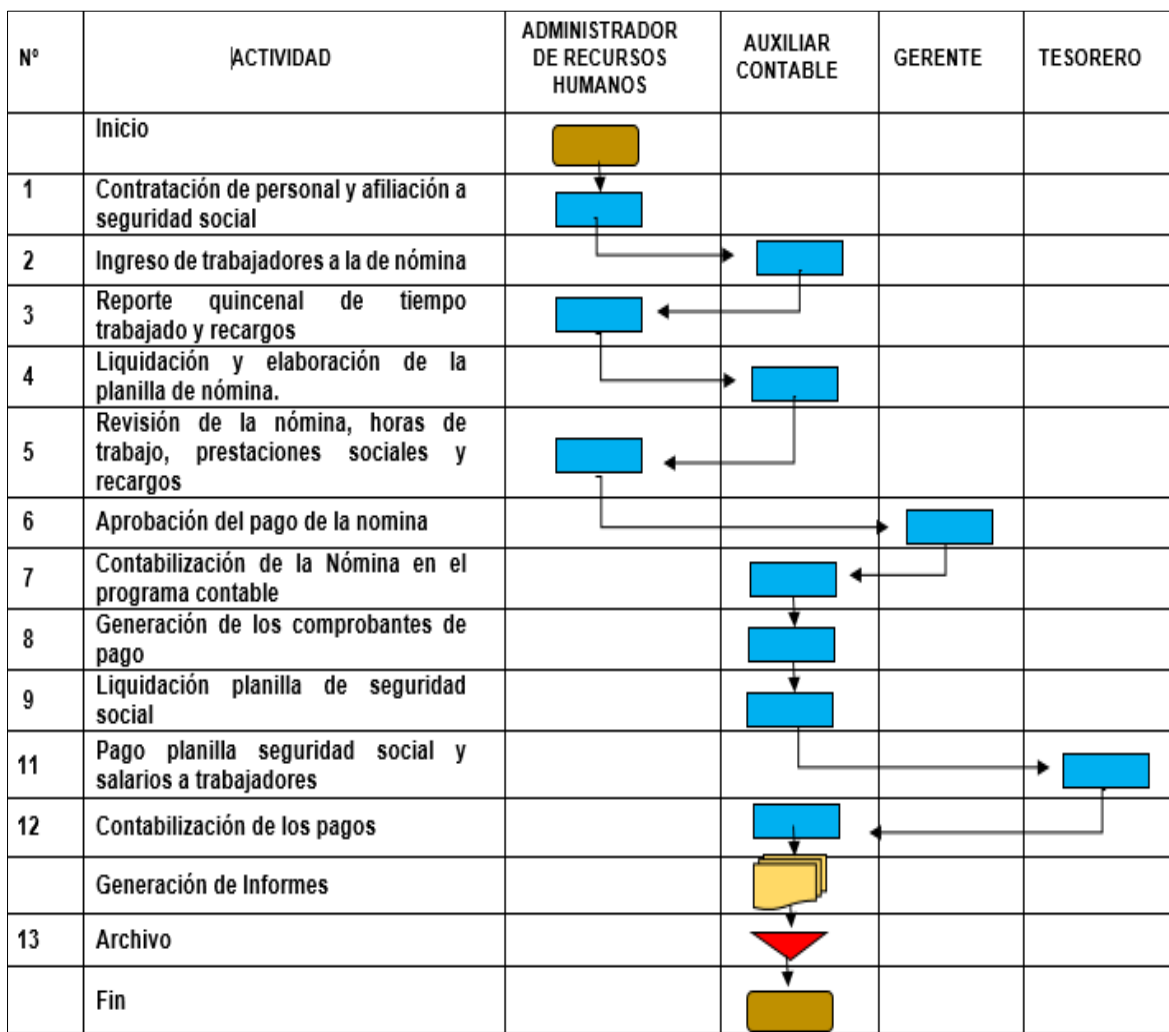 Nº
ACTIVIDAD
ADMINISTRADOR
DE RECURSOS
HUMANOS
AUXILIAR
CONTABLE
GERENTE
TESORERO
Inicio
1
Contratación de personal y afiliación a
seguridad social
2
Ingreso de trabajadores a la de nómina
3
Reporte quincenal de tiempo
trabajado y recargos
4
Liquidación y elaboración de la
planilla de nómina.
5
Revisión de la nómina, horas de
trabajo, prestaciones sociales y
recargos
6
Aprobación del pago de la nomina
7
Contabilización de la Nómina en el
programa contable
8
Generación de los comprobantes de
pago
9
Liquidación planilla de seguridad
social
11
Pago planilla seguridad social y
salarios a trabajadores
12
Contabilización de los pagos
Generación de Informes
13
Archivo
Fin